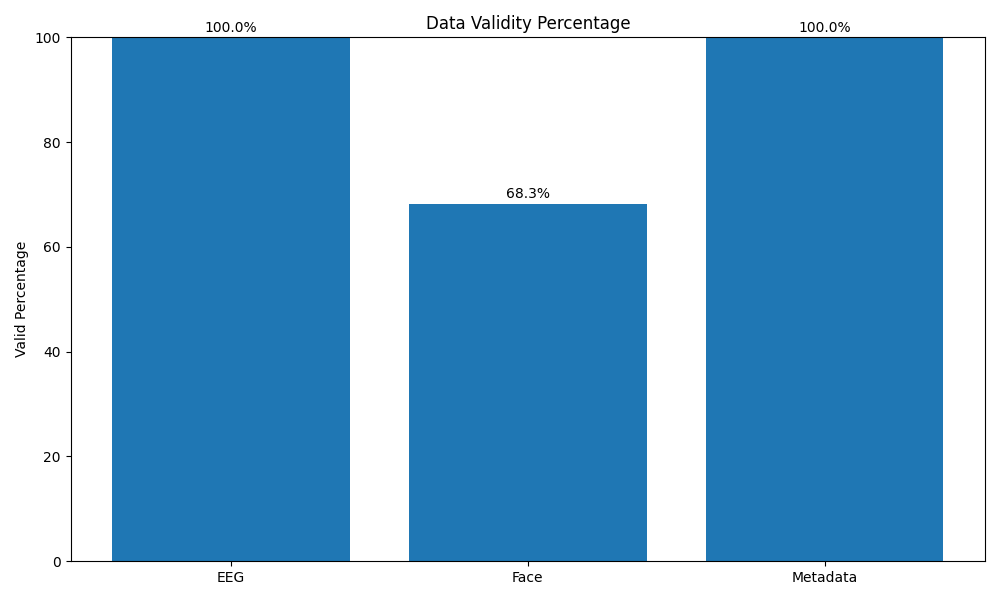 Data Validity Percentage
100.0%
68.3%
100.0%
Valid Percentage
100
80
60
40
20
0
EEG
Face
Metadata